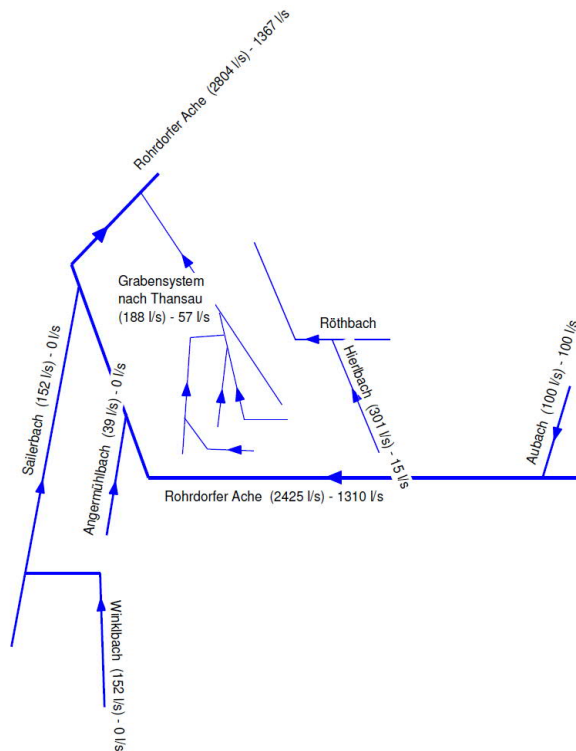 Rohrdorfer Ache (2804 l/s) - 1367 l/s
Grabensystem
nach Thansau
(188 l/s) - 57 l/s
Röthbach
Hierlbach (301 l/s) - 15 l/s
Aubach (100 l/s) - 100 l/s
Sailerbach (152 l/s) - 0 l/s
Angermühlbach (39 l/s) - 0 l/s
Rohrdorfer Ache (2425 l/s) - 1310 l/s
Winklbach (152 l/s) - 0 l/s